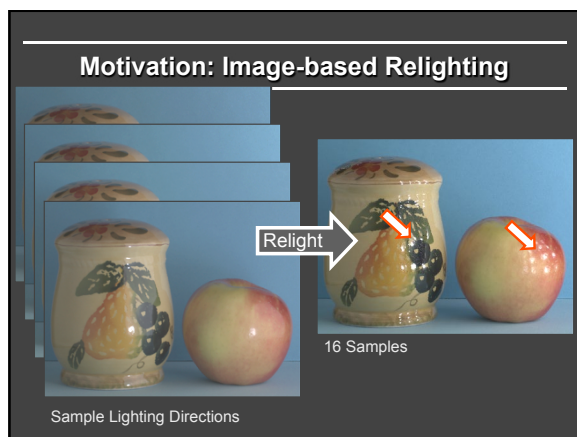 Motivation: Image-based Relighting
Relight
16 Samples
Sample Lighting Directions